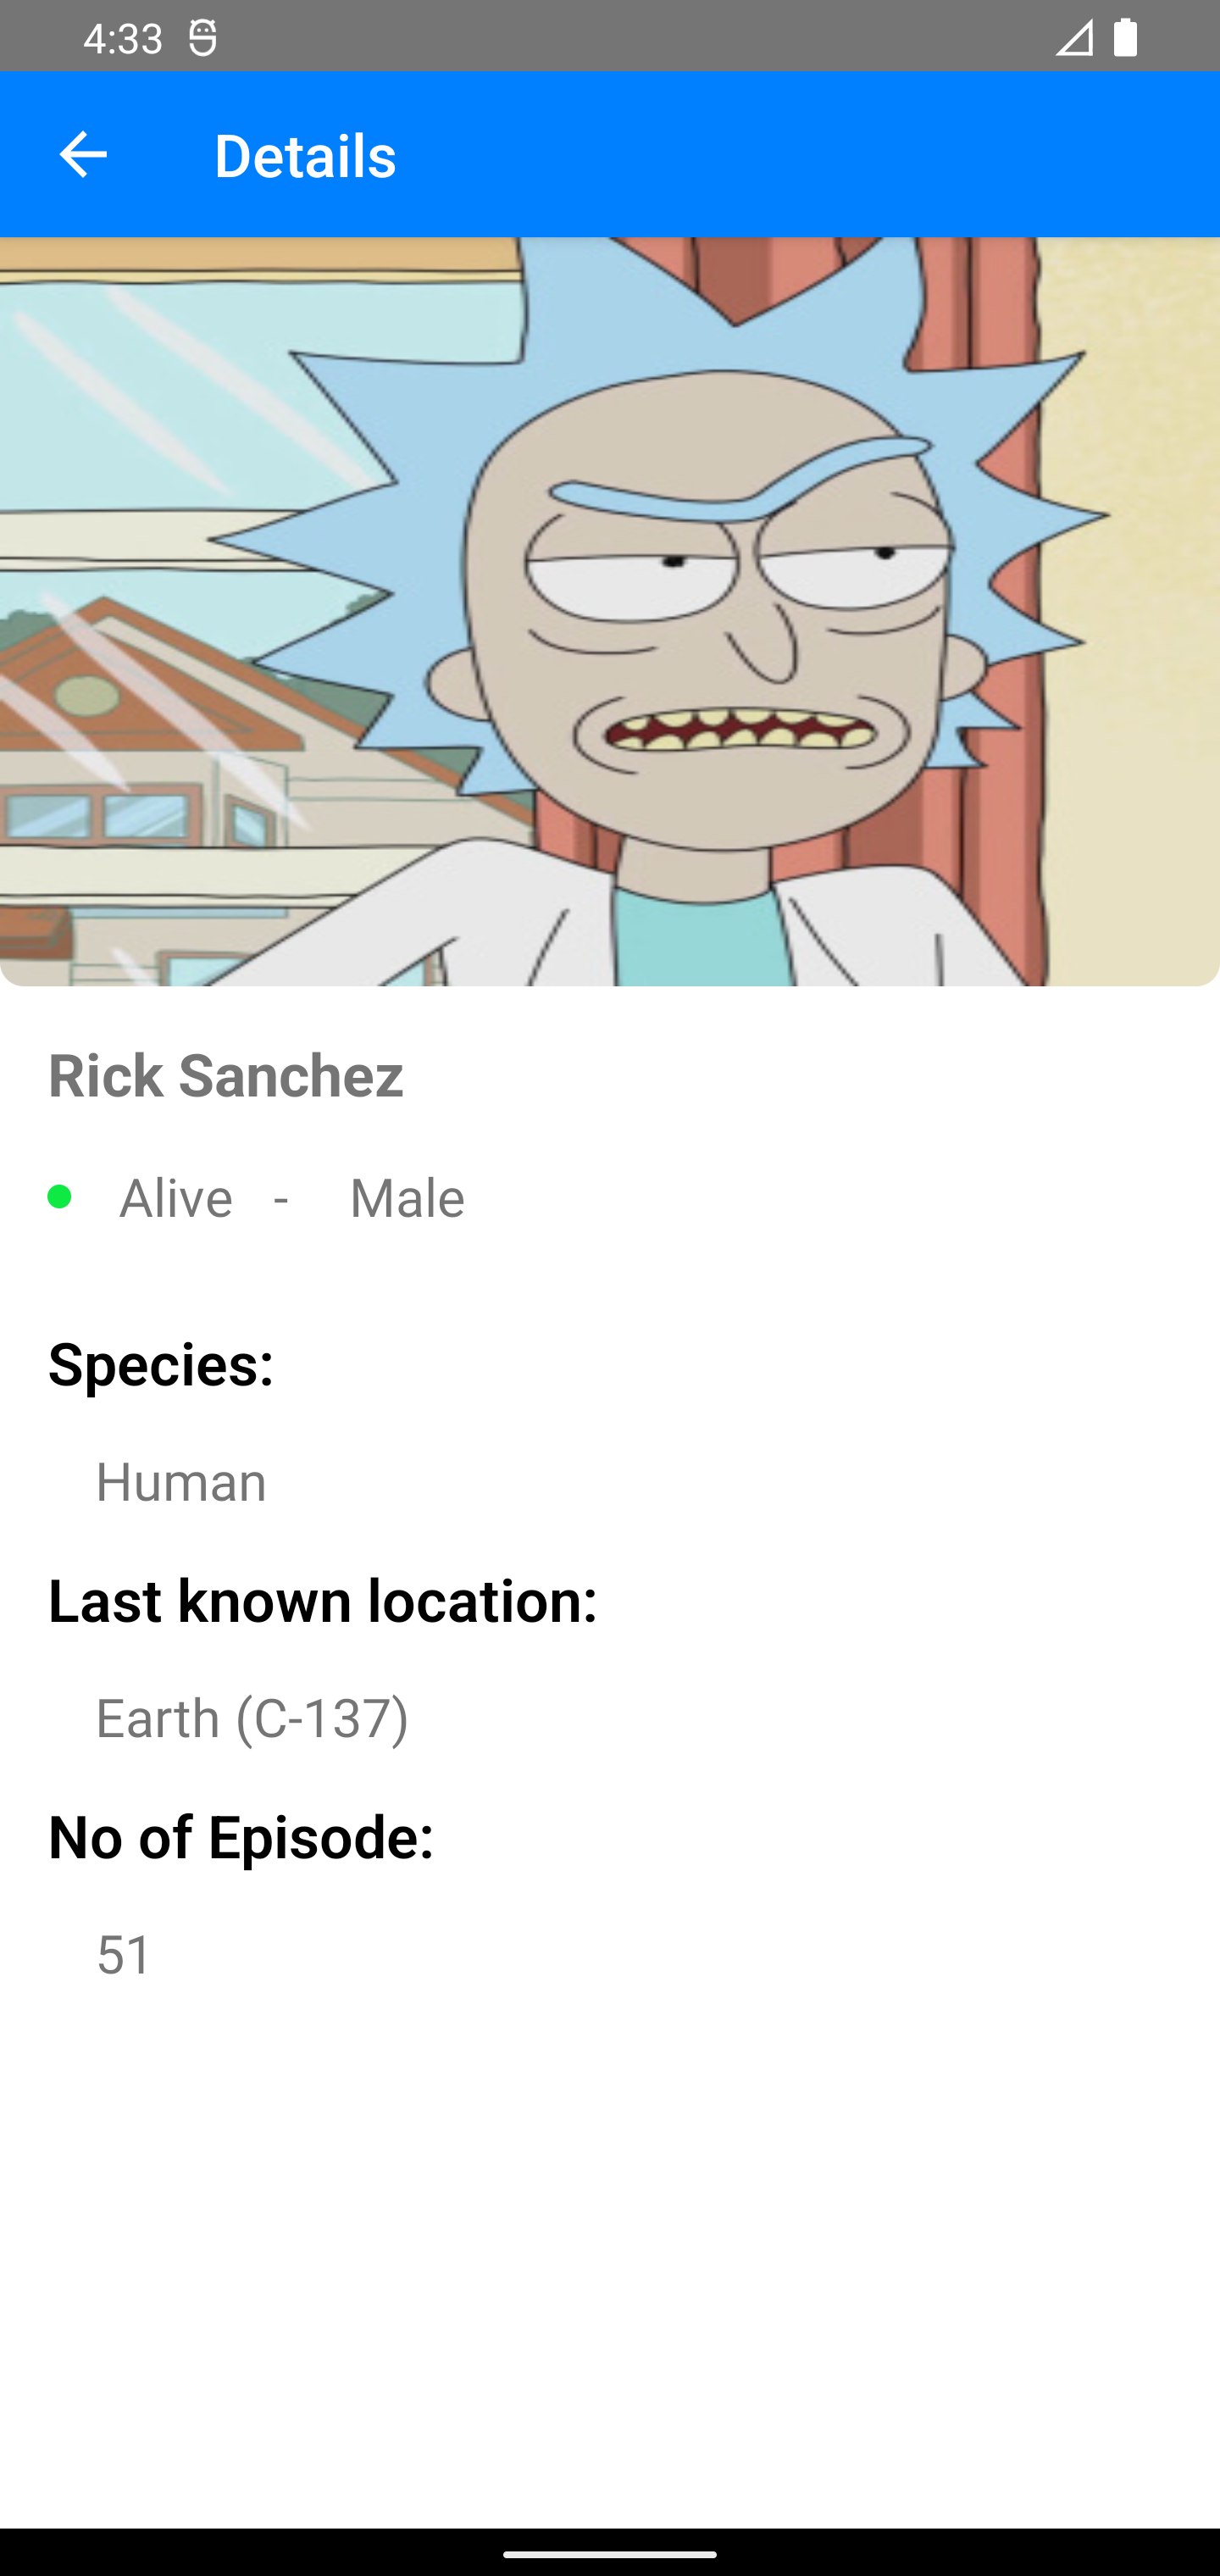 4:33
Details
Rick Sanchez
Alive - Male
Species:
Human
Last known location:
Earth (C-137)
No of Episode:
51